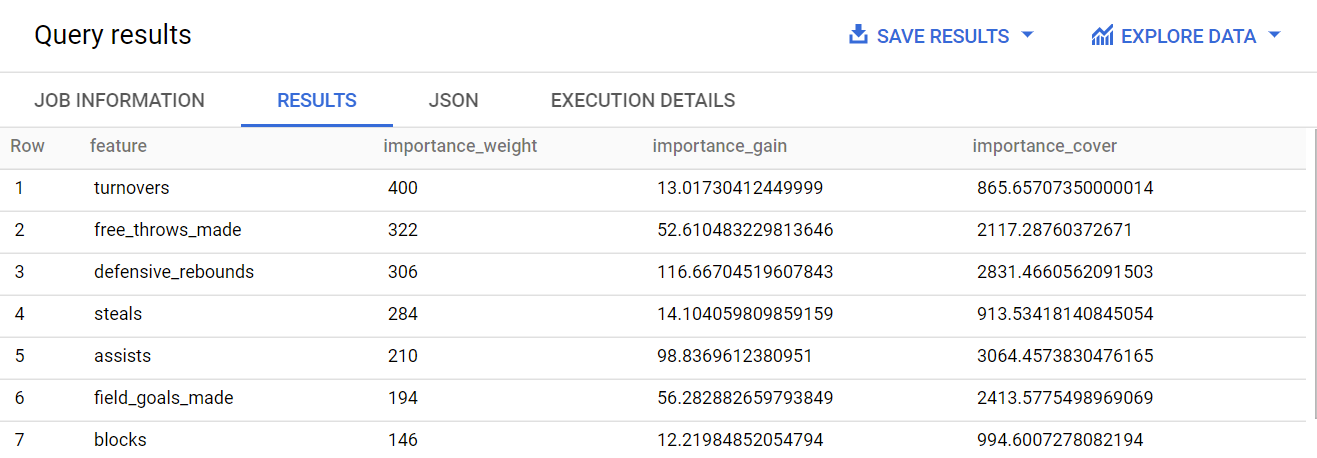 Query results SAVE RESULTS EXPLORE DATA
JOB INFORMATION RESULTS JSON EXECUTION DETAILS
Row feature importance_weight importance_gain importance_cover
1 turnovers 400 13.01730412449999 865.65707350000014
2 free_throws_made 322 52.610483229813646 2117.28760372671
3 defensive_rebounds 306 116.66704519607843 2831.4660562091503
4 steals 284 14.104059809859159 913.53418140845054
5 assists 210 98.8369612380951 3064.4573830476165
6 field_goals_made 194 56.282882659793849 2413.5775498969069
7 blocks 146 12.21984852054794 994.6007278082194